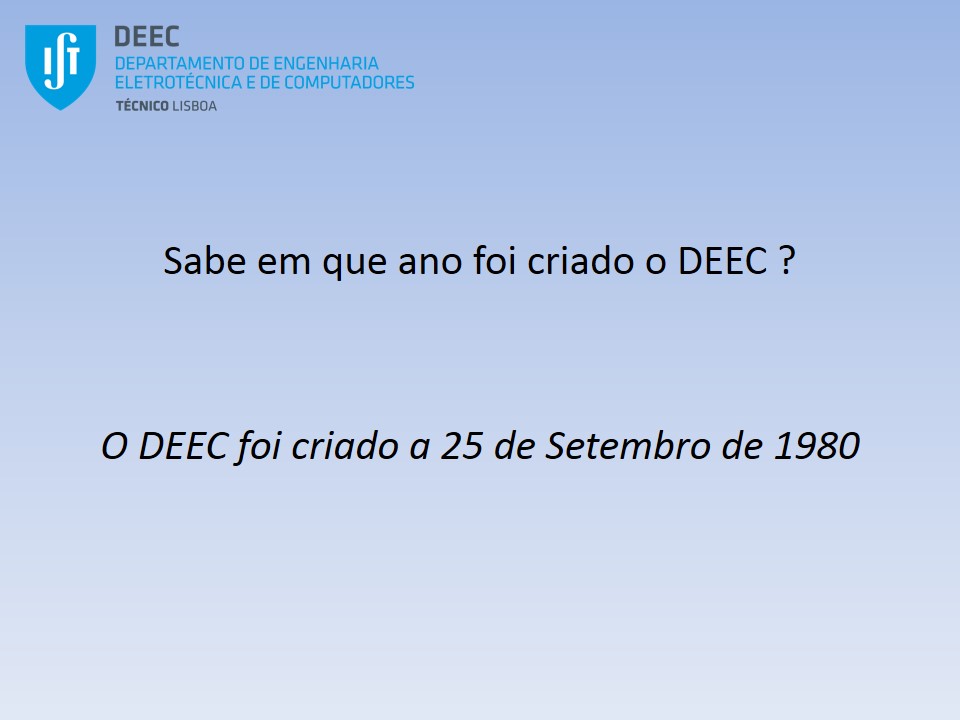 IST
DEEC
DEPARTAMENTO DE ENGENHARIA
ELETROTÉCNICA E DE COMPUTADORES
TÉCNICO LISBOA
Sabe em que ano foi criado o DEEC ?
O DEEC foi criado a 25 de Setembro de 1980